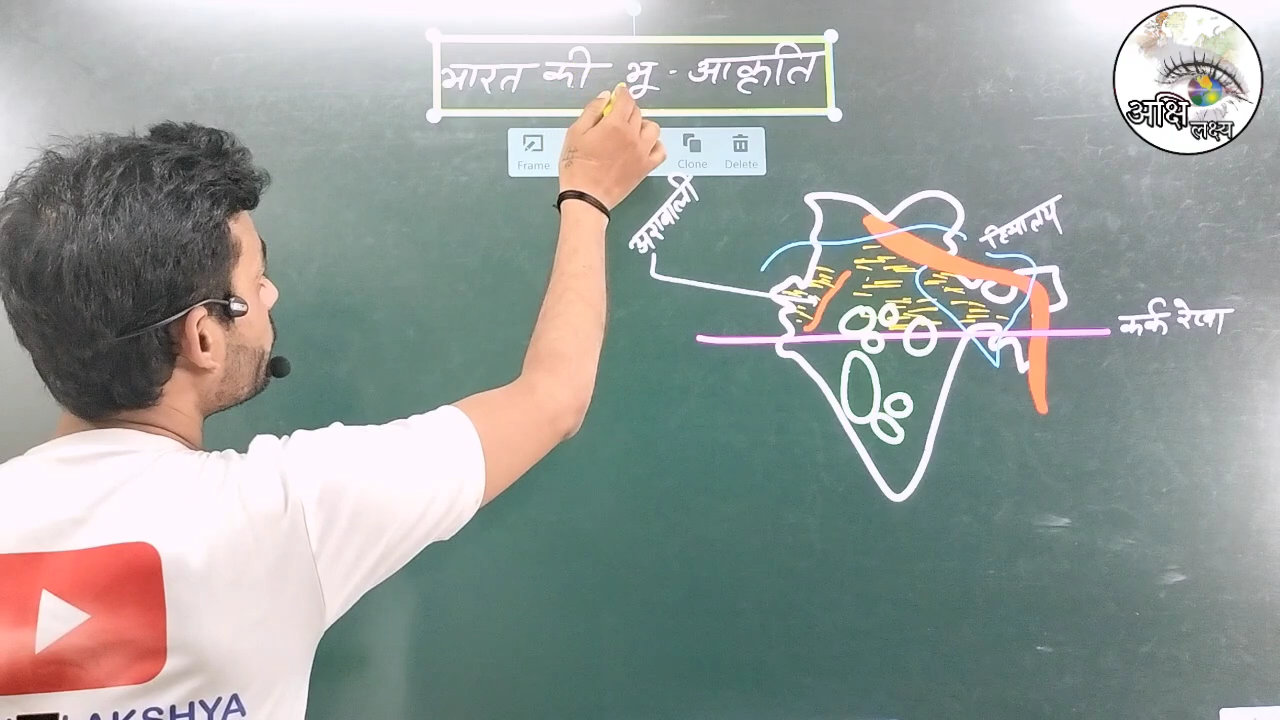 भारत की भू - आकृति
Frame
Clone
Delete
अक्षि
लक्ष्य
अरावली
हिमालय
कर्क रेखा
LAKSHYA